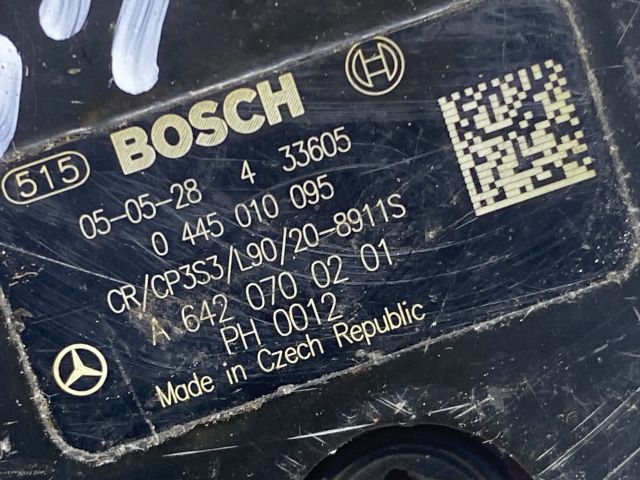 515 BOSCH
05-05-28 4 33605
0 445 010 095
CR/CP3S3/L90/20-8911S
A 642 070 02 01
PH 0012
Made in Czech Republic